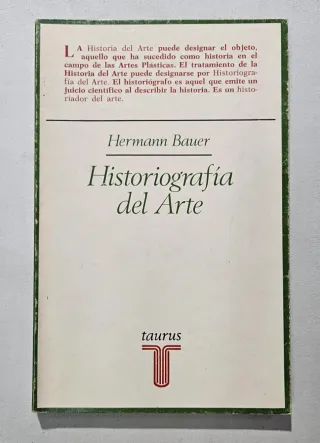 LA Historia del Arte puede designar el objeto,
aquello que ha sucedido como historia en el
campo de las Artes Plásticas. El tratamiento de la
Historia del Arte puede designarse por Historiogra-
fía del Arte. El historiógrafo es aquel que emite un
juicio científico al describir la historia. Es un histo-
riador del arte.
Hermann Bauer
Historiografía
del Arte
taurus